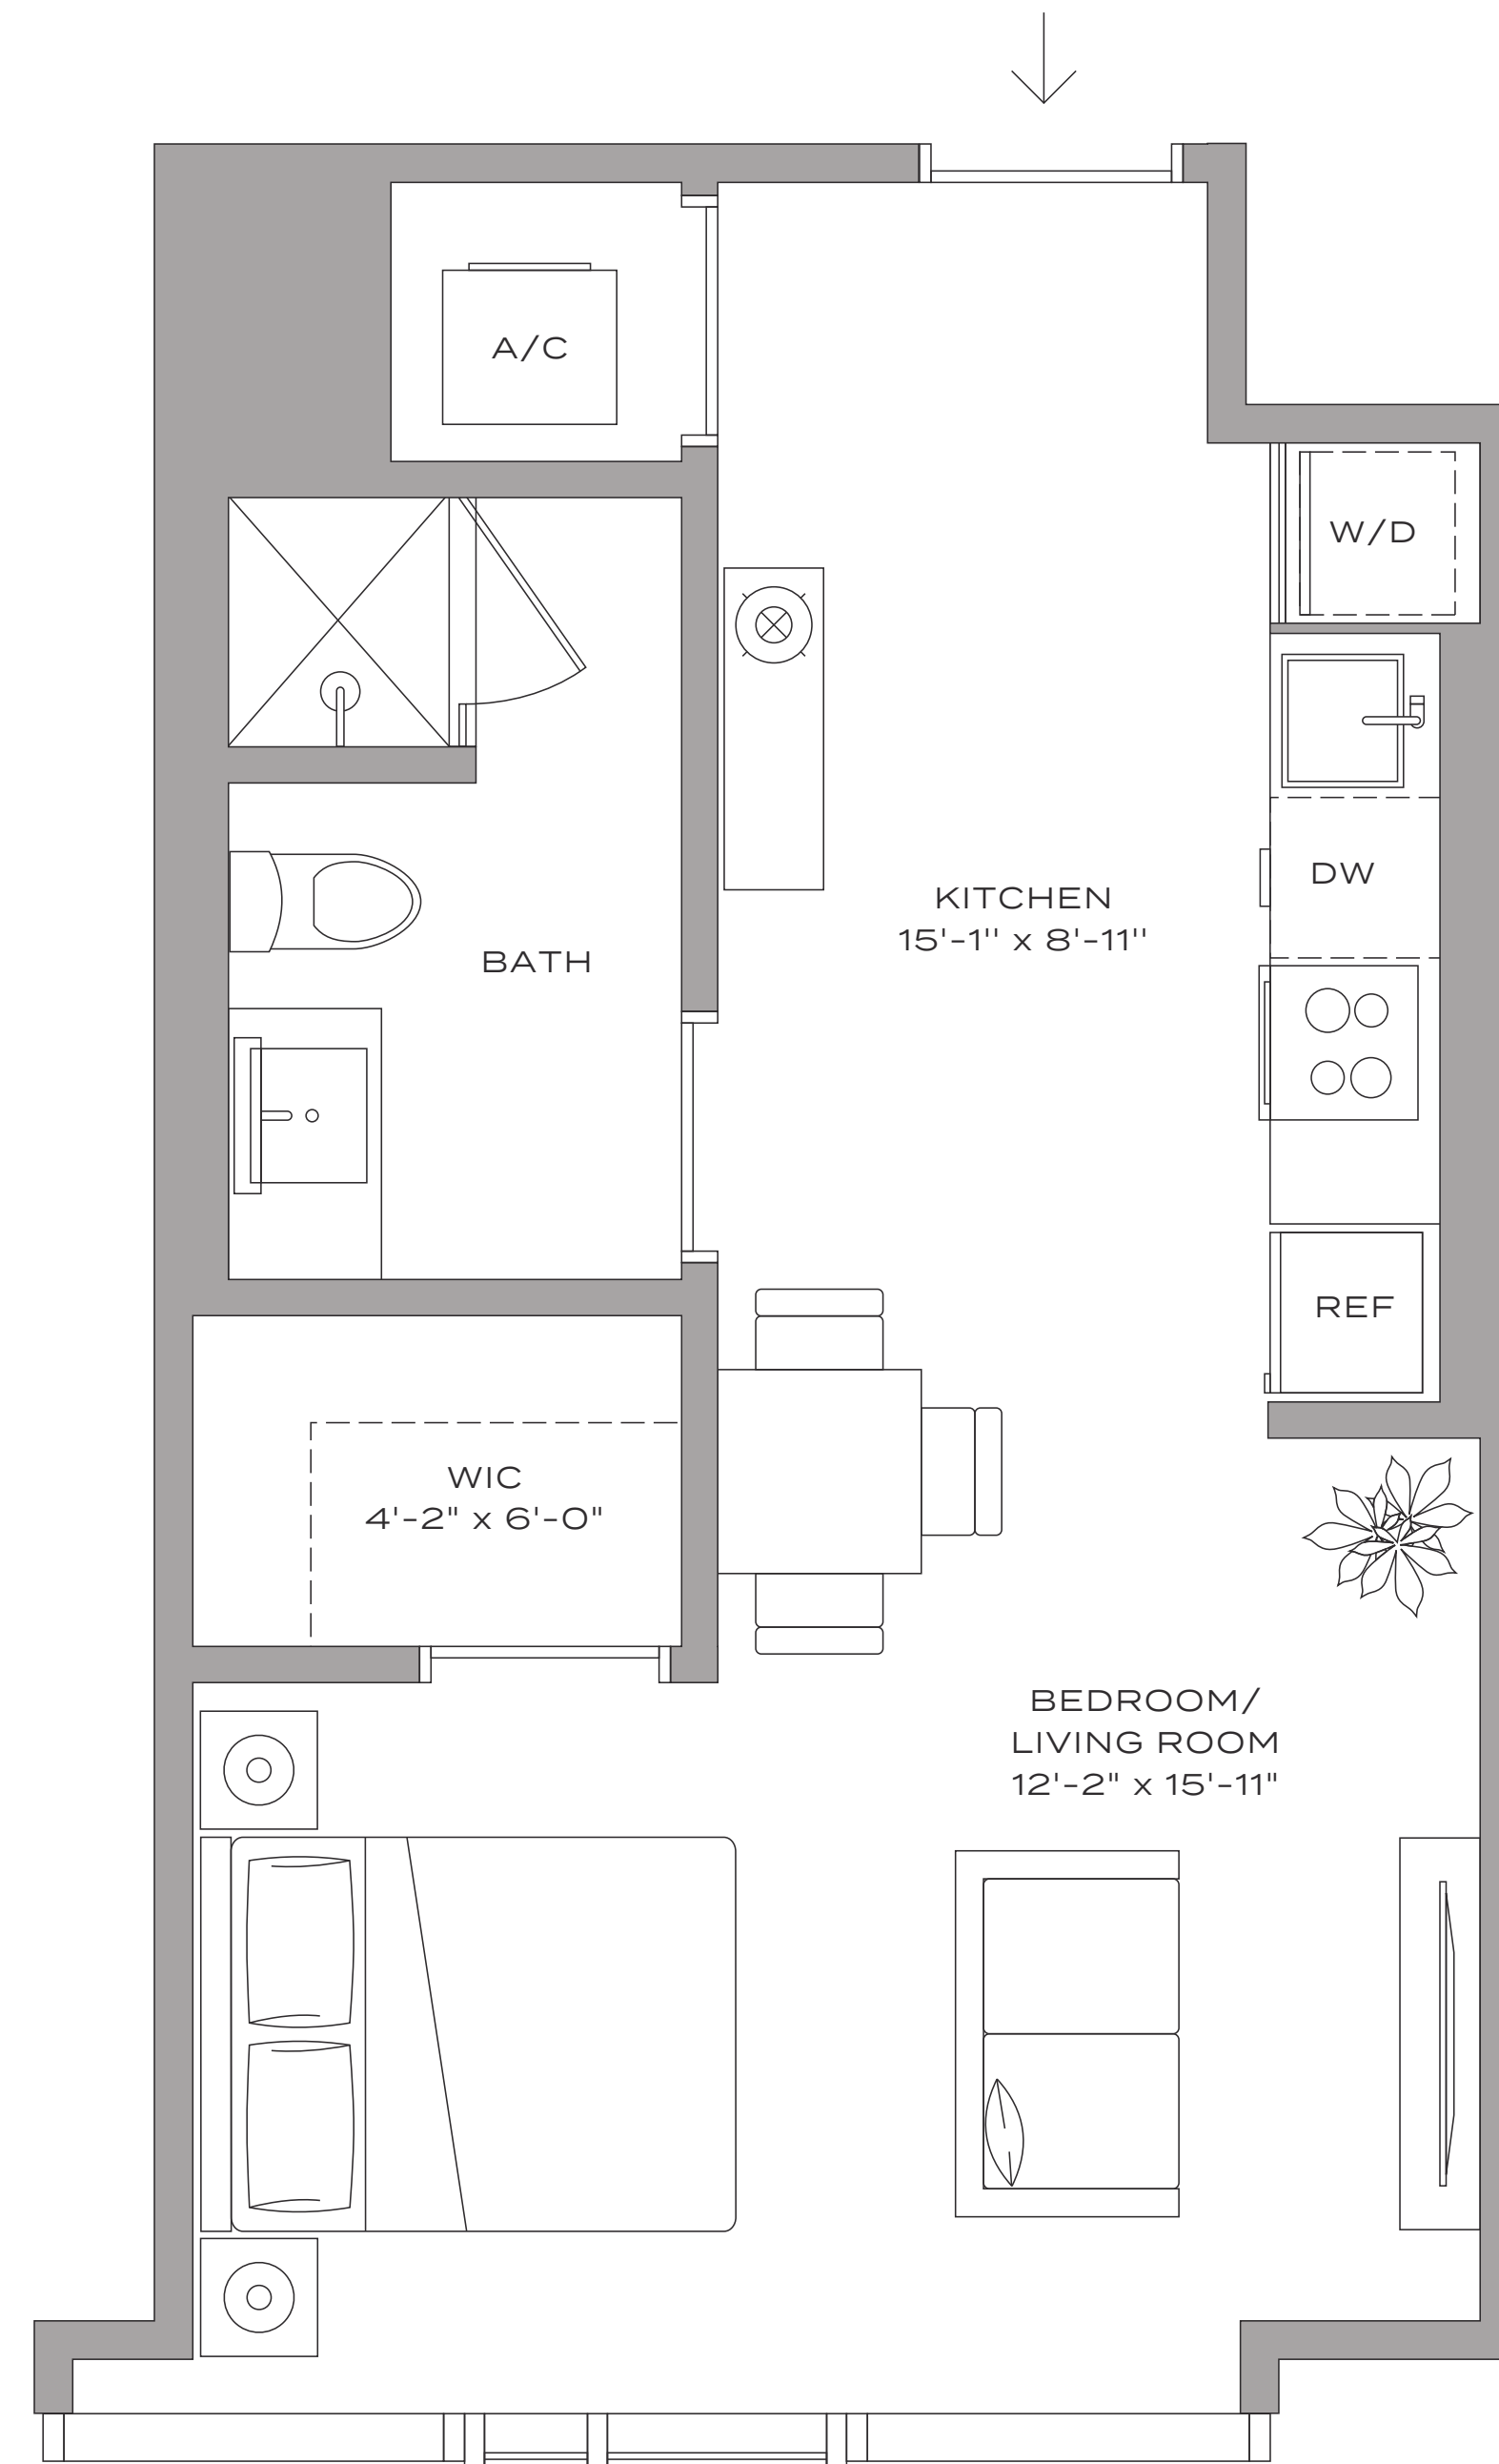 A/C
W/D
DW
KITCHEN
15'-1'' x 8'-11''
BATH
REF
WIC
4'-2" x 6'-0"
BEDROOM/
LIVING ROOM
12'-2" x 15'-11"